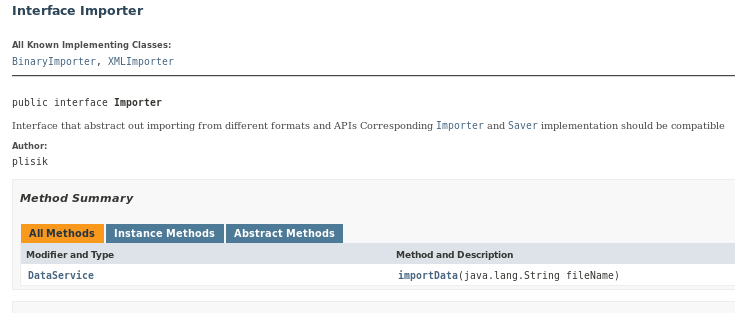 Interface Importer
All Known Implementing Classes:
BinaryImporter, XMLImporter
public interface Importer
Interface that abstract out importing from different formats and APIs Corresponding Importer and Saver implementation should be compatible
Author:
plisik
Method Summary
All Methods Instance Methods Abstract Methods
Modifier and Type Method and Description
DataService importData(java.lang.String fileName)